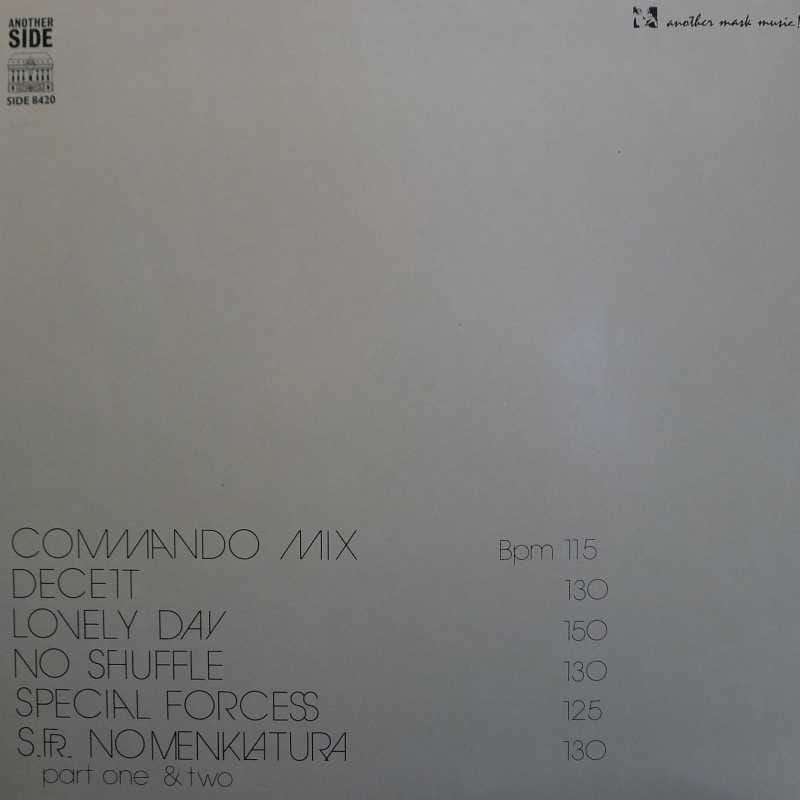 ANOTHER
SIDE
SIDE 8420
another mask music!
COMMANDO MIX Bpm 115
DECEIT 130
LOVELY DAY 150
NO SHUFFLE 130
SPECIAL FORCESS 125
S.FR. NOMENKLATURA 130
part one & two